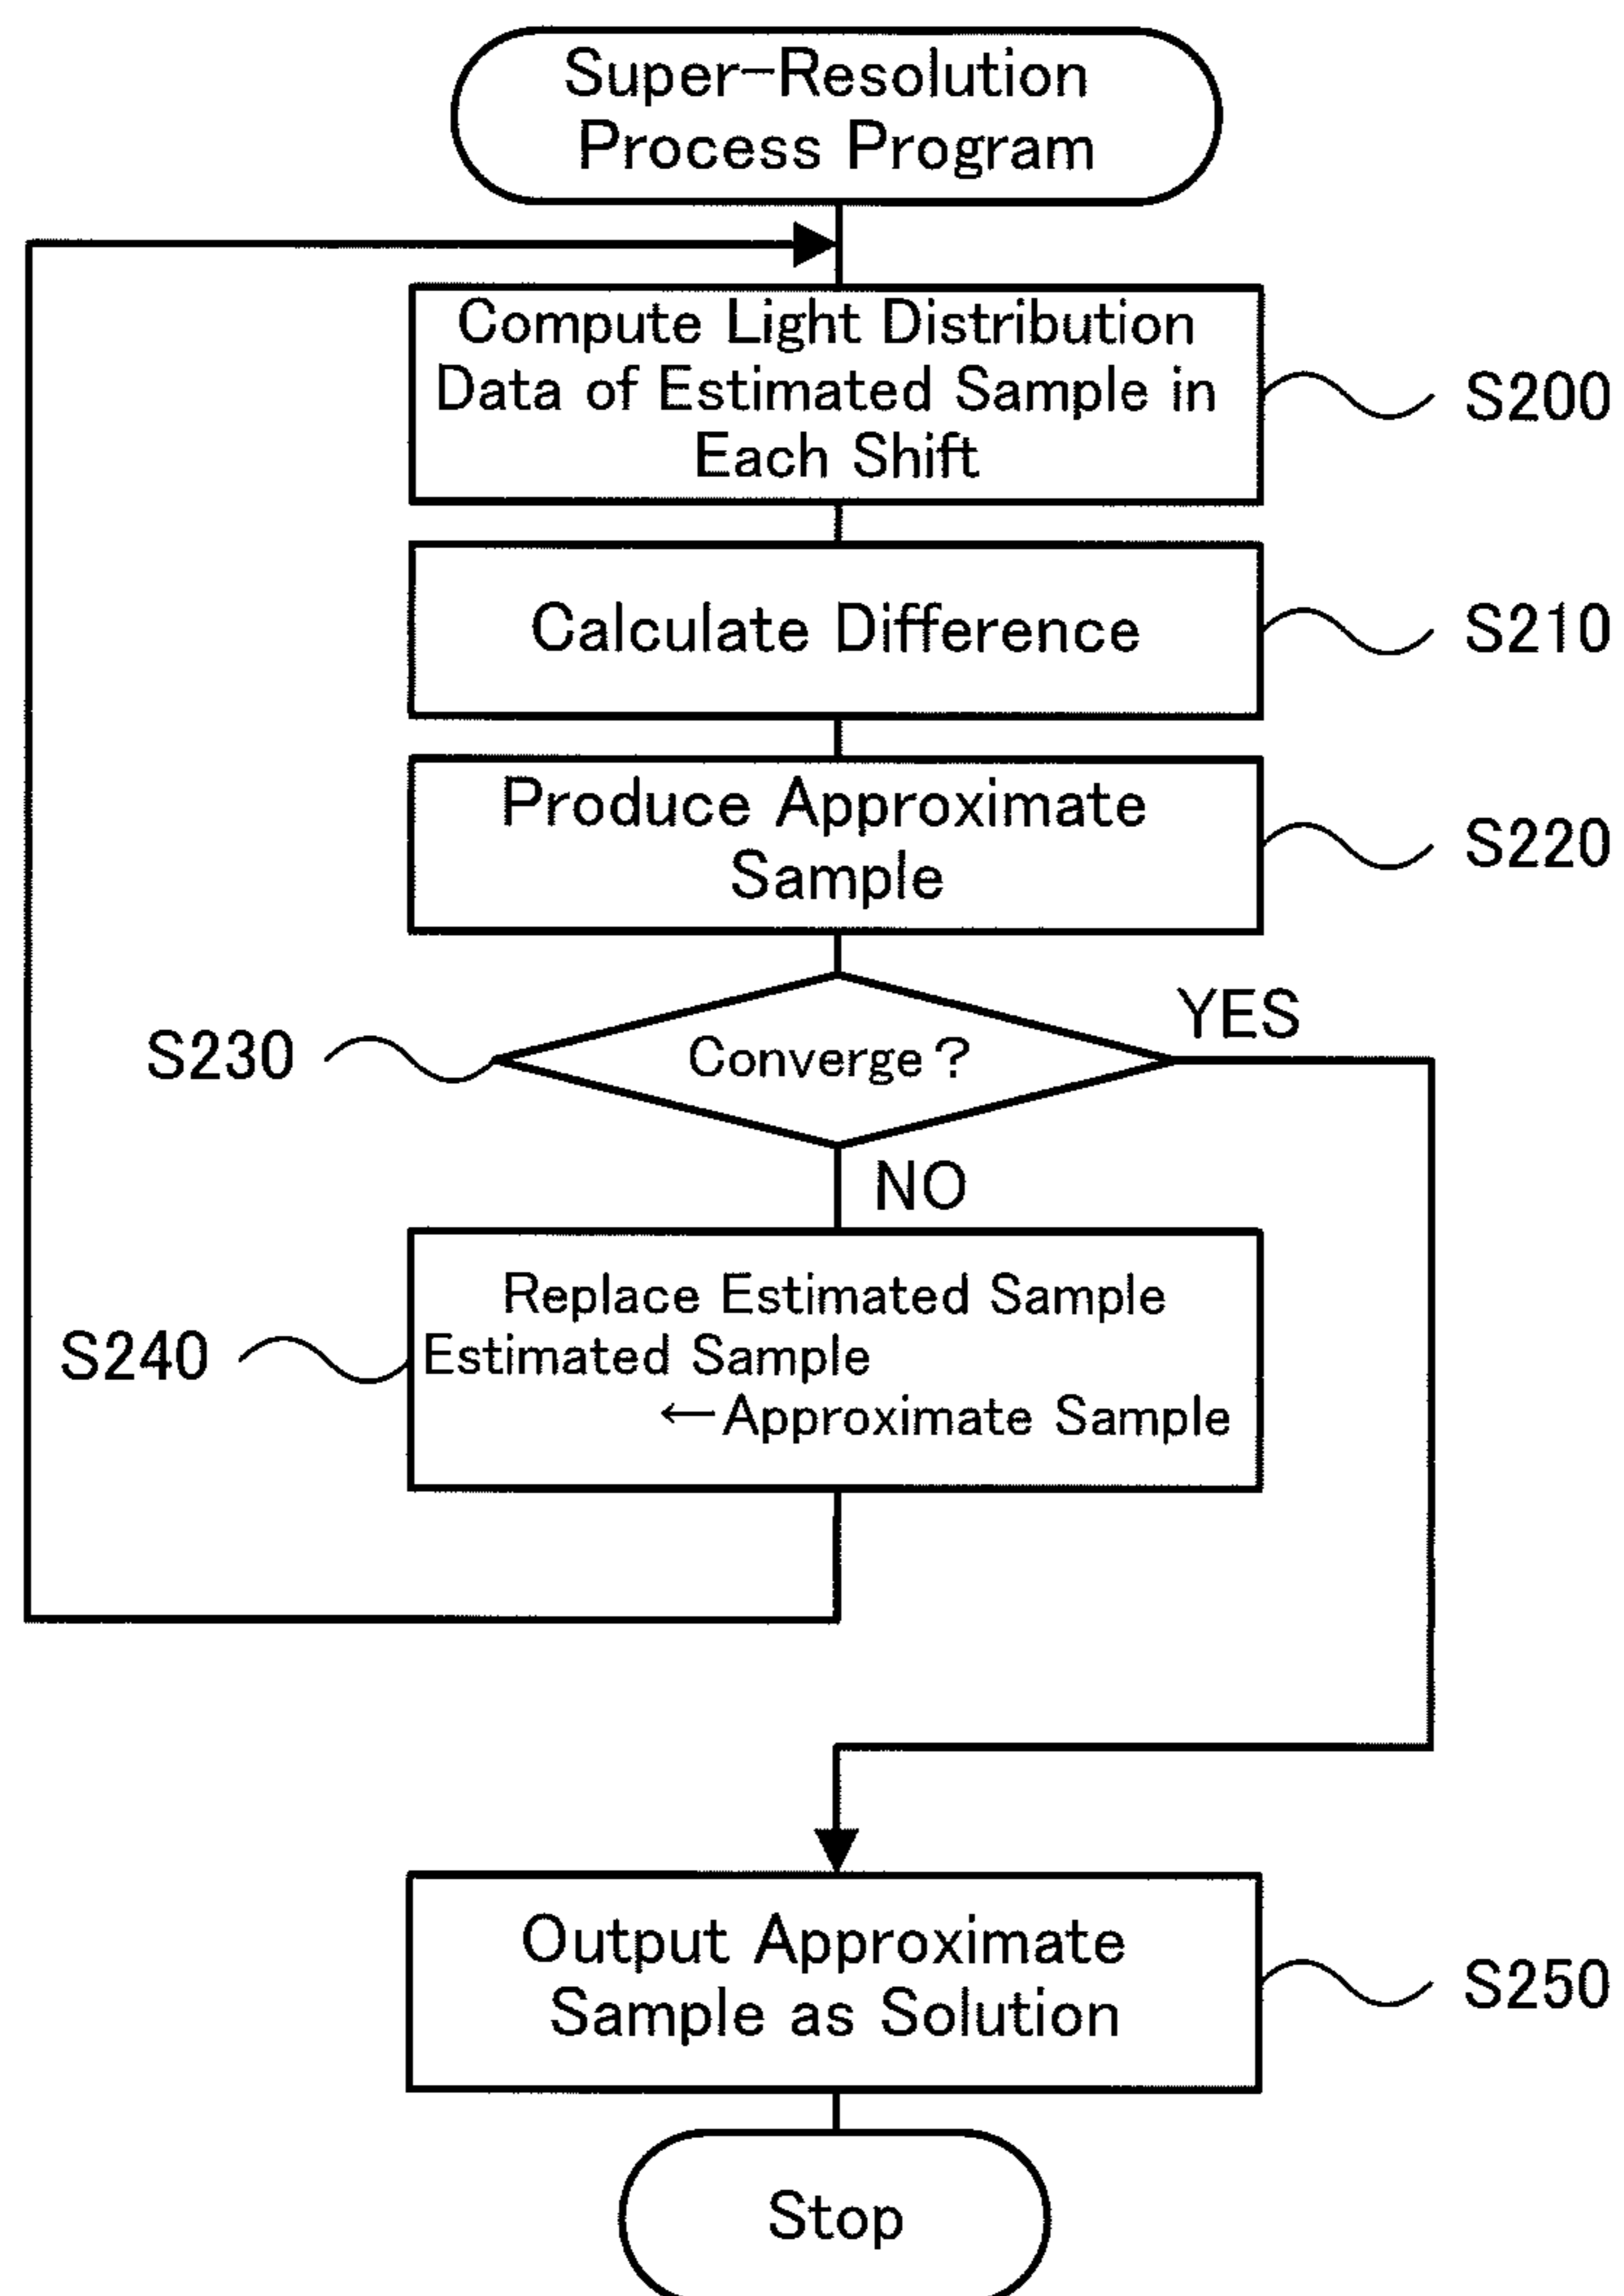 Super-Resolution
Process Program
Compute Light Distribution
Data of Estimated Sample in
Each Shift
S200
Calculate Difference
S210
Produce Approximate
Sample
S220
YES
Converge?
S230
NO
Replace Estimated Sample
Estimated Sample
←Approximate Sample
S240
Output Approximate
Sample as Solution
S250
Stop